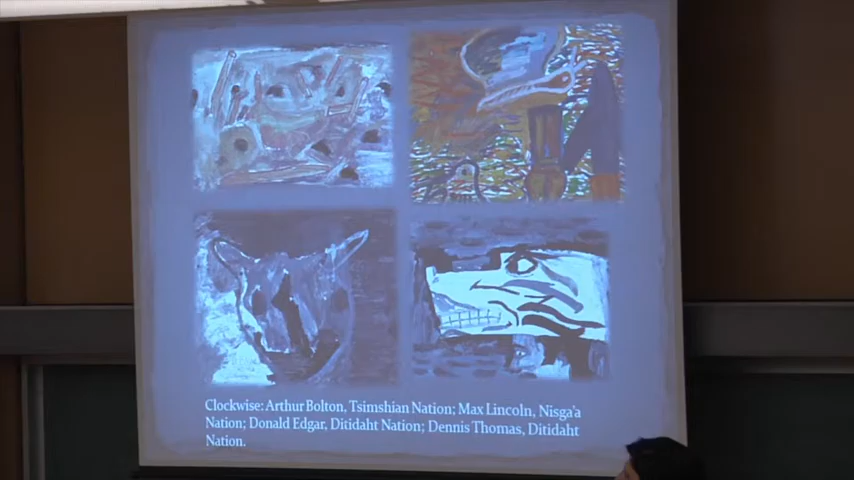 Clockwise: Arthur Bolton, Tsimshian Nation; Max Lincoln, Nisga'a
Nation; Donald Edgar, Ditidaht Nation; Dennis Thomas, Ditidaht
Nation.